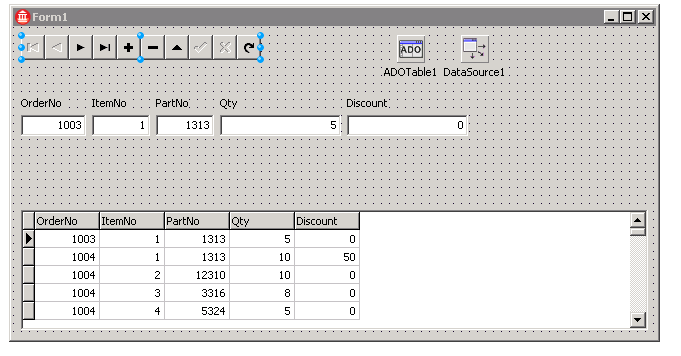 Form1
ADO
ADOTable1 DataSource1
OrderNo ItemNo PartNo Qty Discount
1003 1 1313 5 0
OrderNo ItemNo PartNo Qty Discount
1003 1 1313 5 0
1004 1 1313 10 50
1004 2 12310 10 0
1004 3 3316 8 0
1004 4 5324 5 0